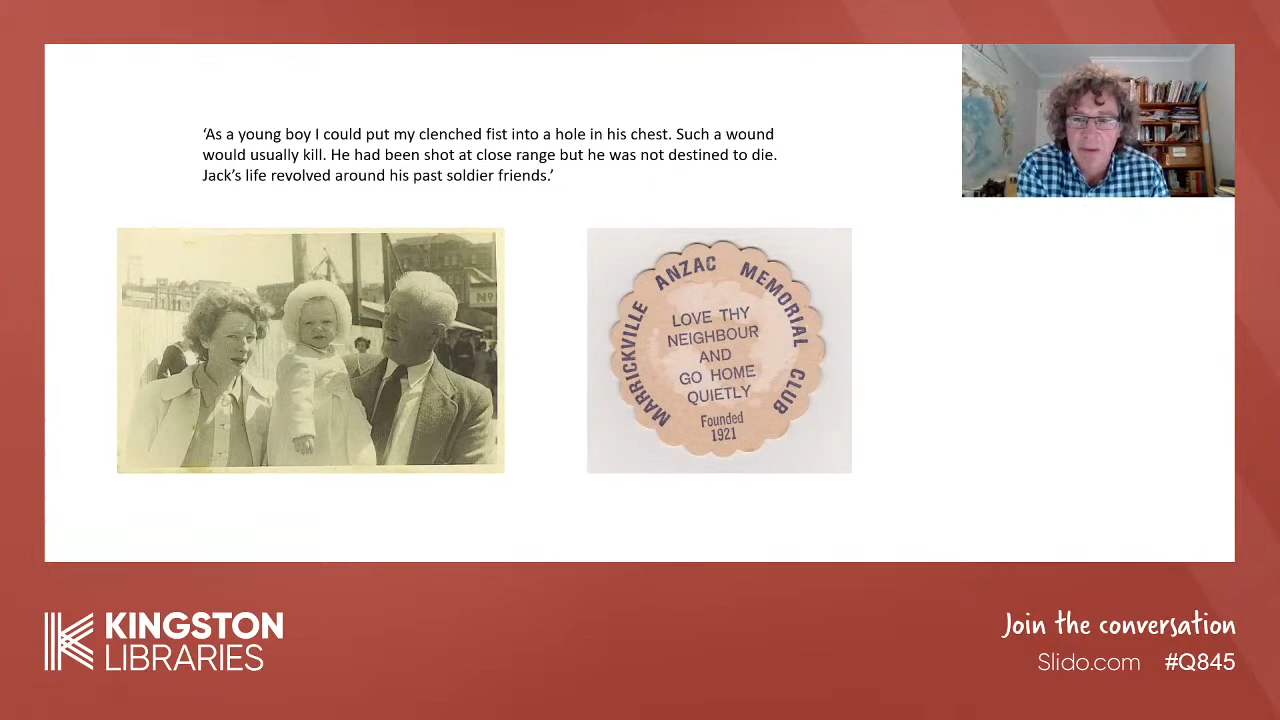 ‘As a young boy I could put my clenched fist into a hole in his chest. Such a wound
would usually kill. He had been shot at close range but he was not destined to die.
Jack’s life revolved around his past soldier friends.’
No
MARRICKVILLE ANZAC MEMORIAL CLUB
LOVE THY
NEIGHBOUR
AND
GO HOME
QUIETLY
Founded
1921
KINGSTON
LIBRARIES
Join the conversation
Slido.com #Q845